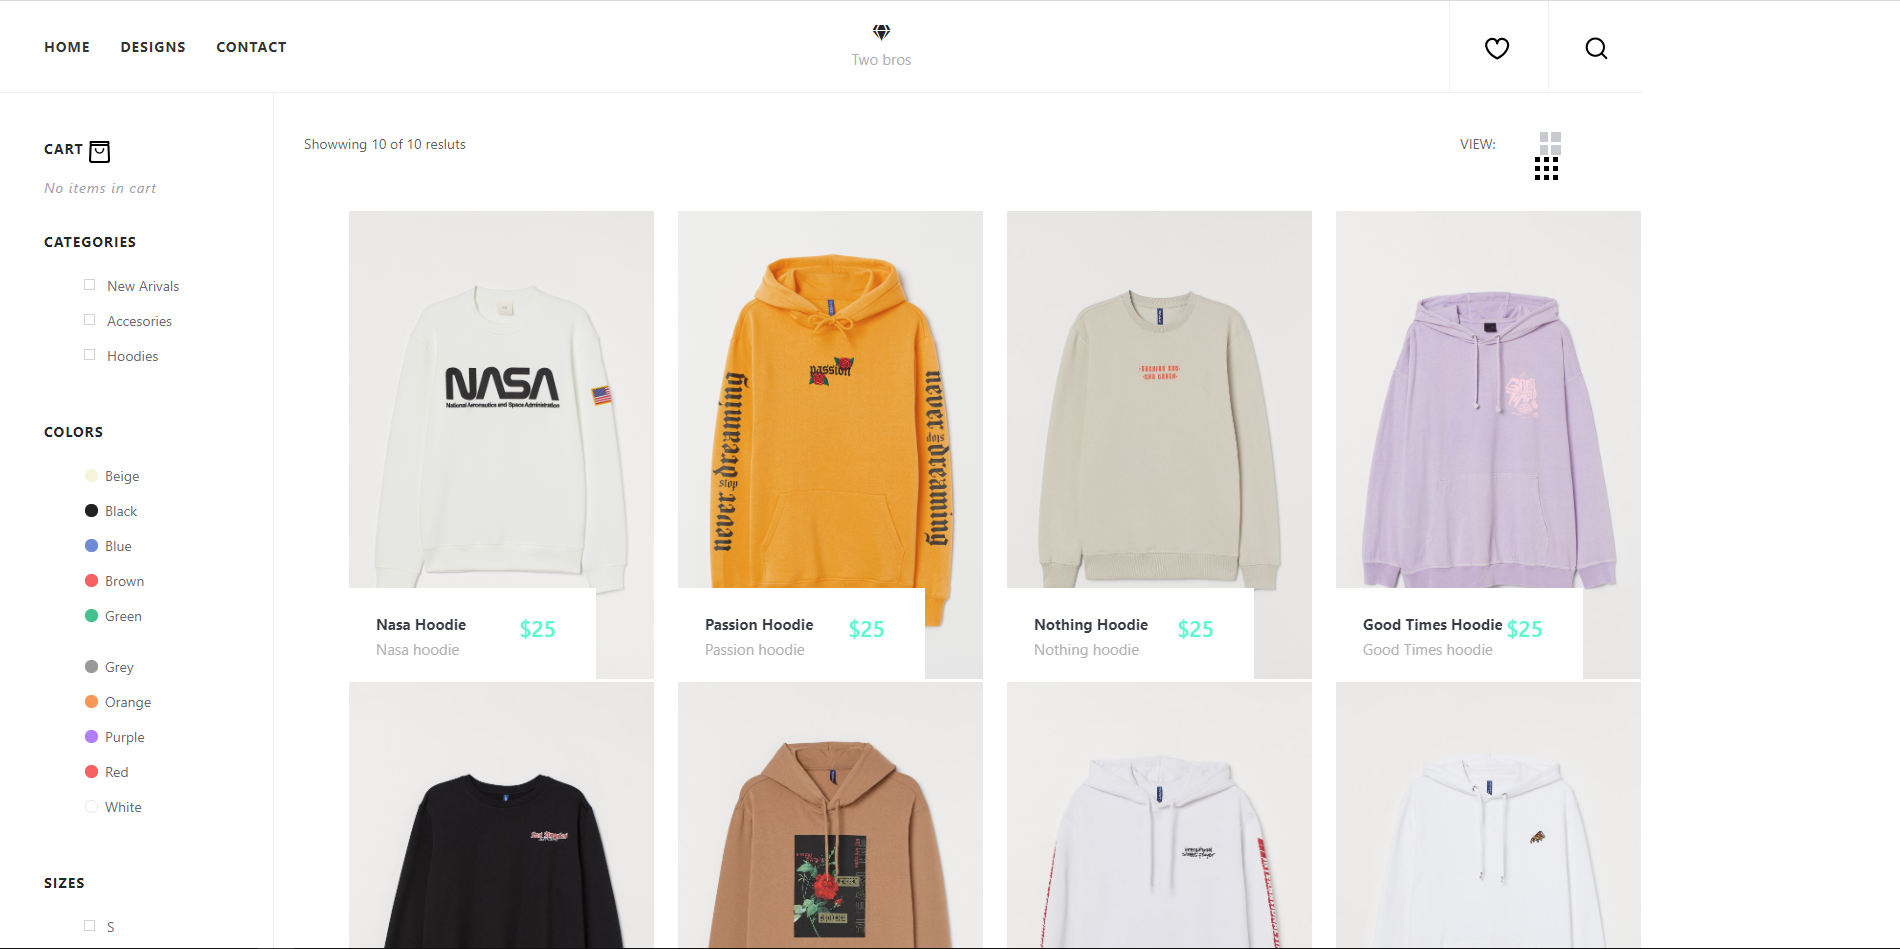 HOME DESIGNS CONTACT
Two bros
CART
No items in cart
CATEGORIES
New Arivals
Accesories
Hoodies
COLORS
Beige
Black
Blue
Brown
Green
Grey
Orange
Purple
Red
White
SIZES
S
Showwing 10 of 10 resluts
VIEW:
NASA
National Aeronautics and Space Administration
passion
never stop dreaming
never stop dreaming
Nasa Hoodie $25
Nasa hoodie
Passion Hoodie $25
Passion hoodie
Nothing Hoodie $25
Nothing hoodie
Good Times Hoodie $25
Good Times hoodie